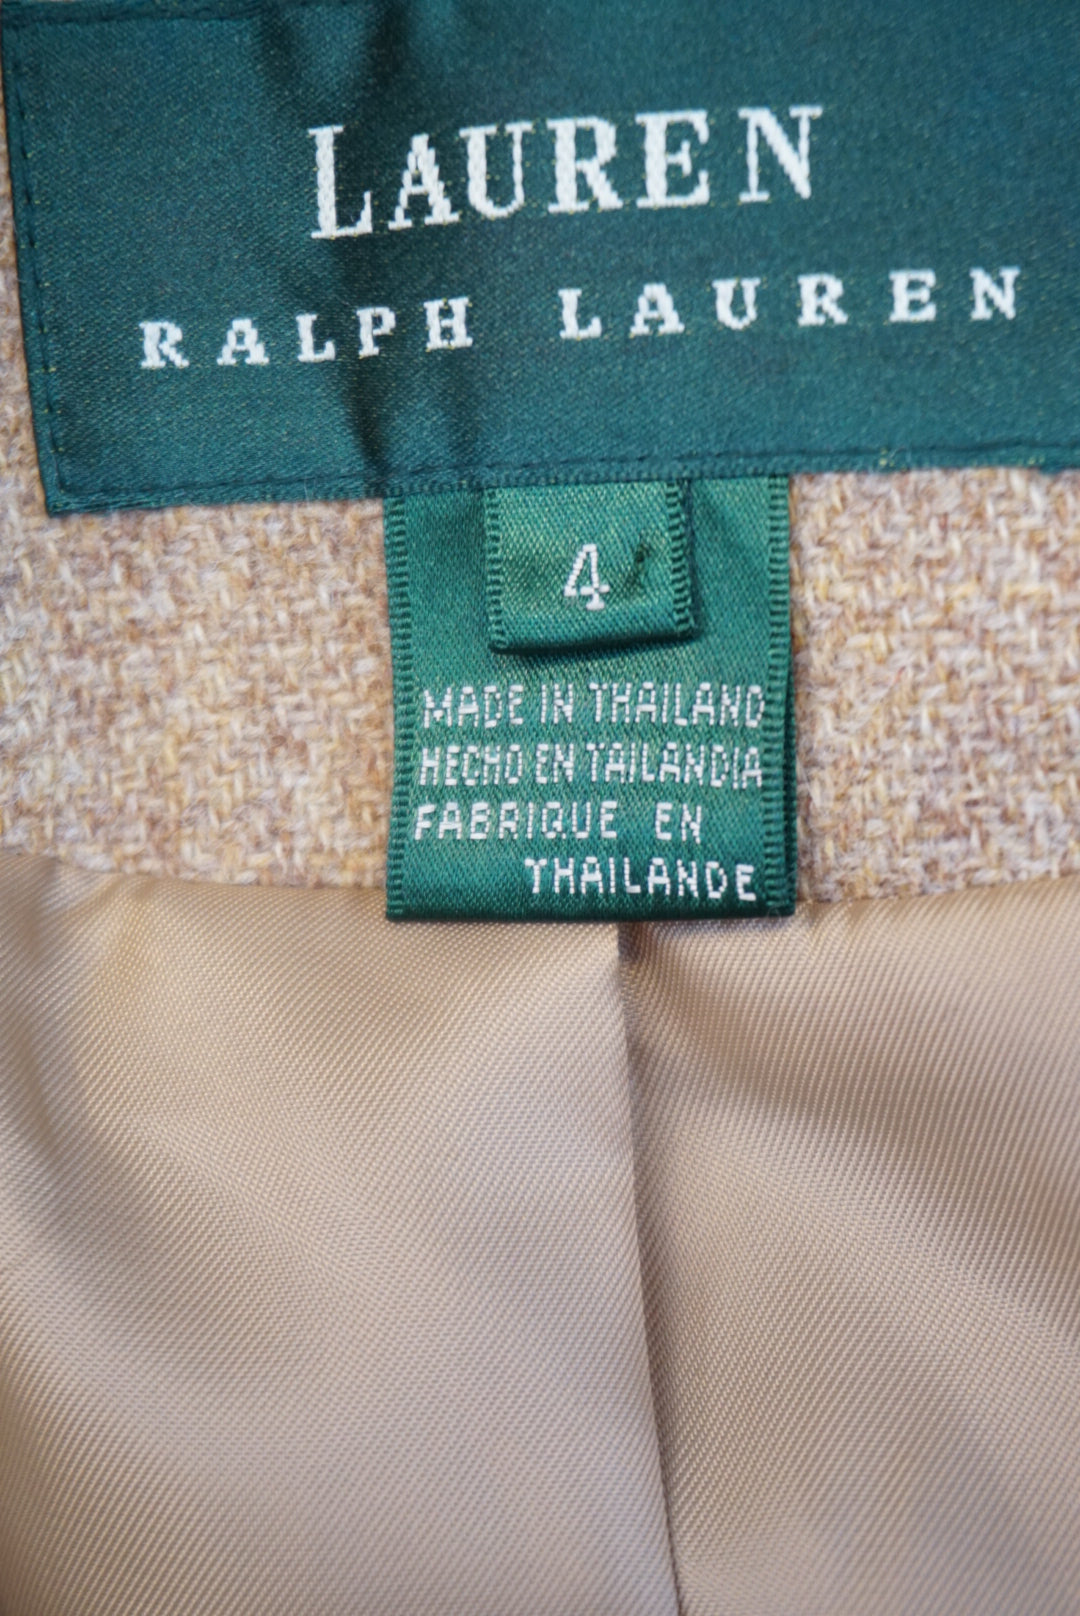 LAUREN
RALPH LAUREN
4
MADE IN THAILAND
HECHO EN TAILANDIA
FABRIQUE EN
THAILANDE